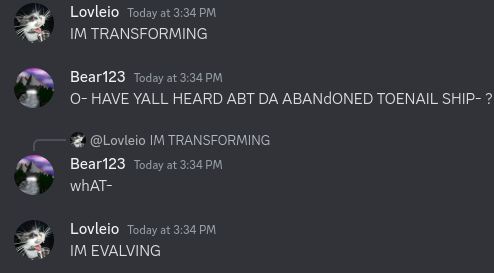 Lovleio Today at 3:34 PM
IM TRANSFORMING
Bear123 Today at 3:34 PM
O- HAVE YALL HEARD ABT DA ABANdONED TOENAIL SHIP- ?
@Lovleio IM TRANSFORMING
Bear123 Today at 3:34 PM
whAT-
Lovleio Today at 3:34 PM
IM EVALVING